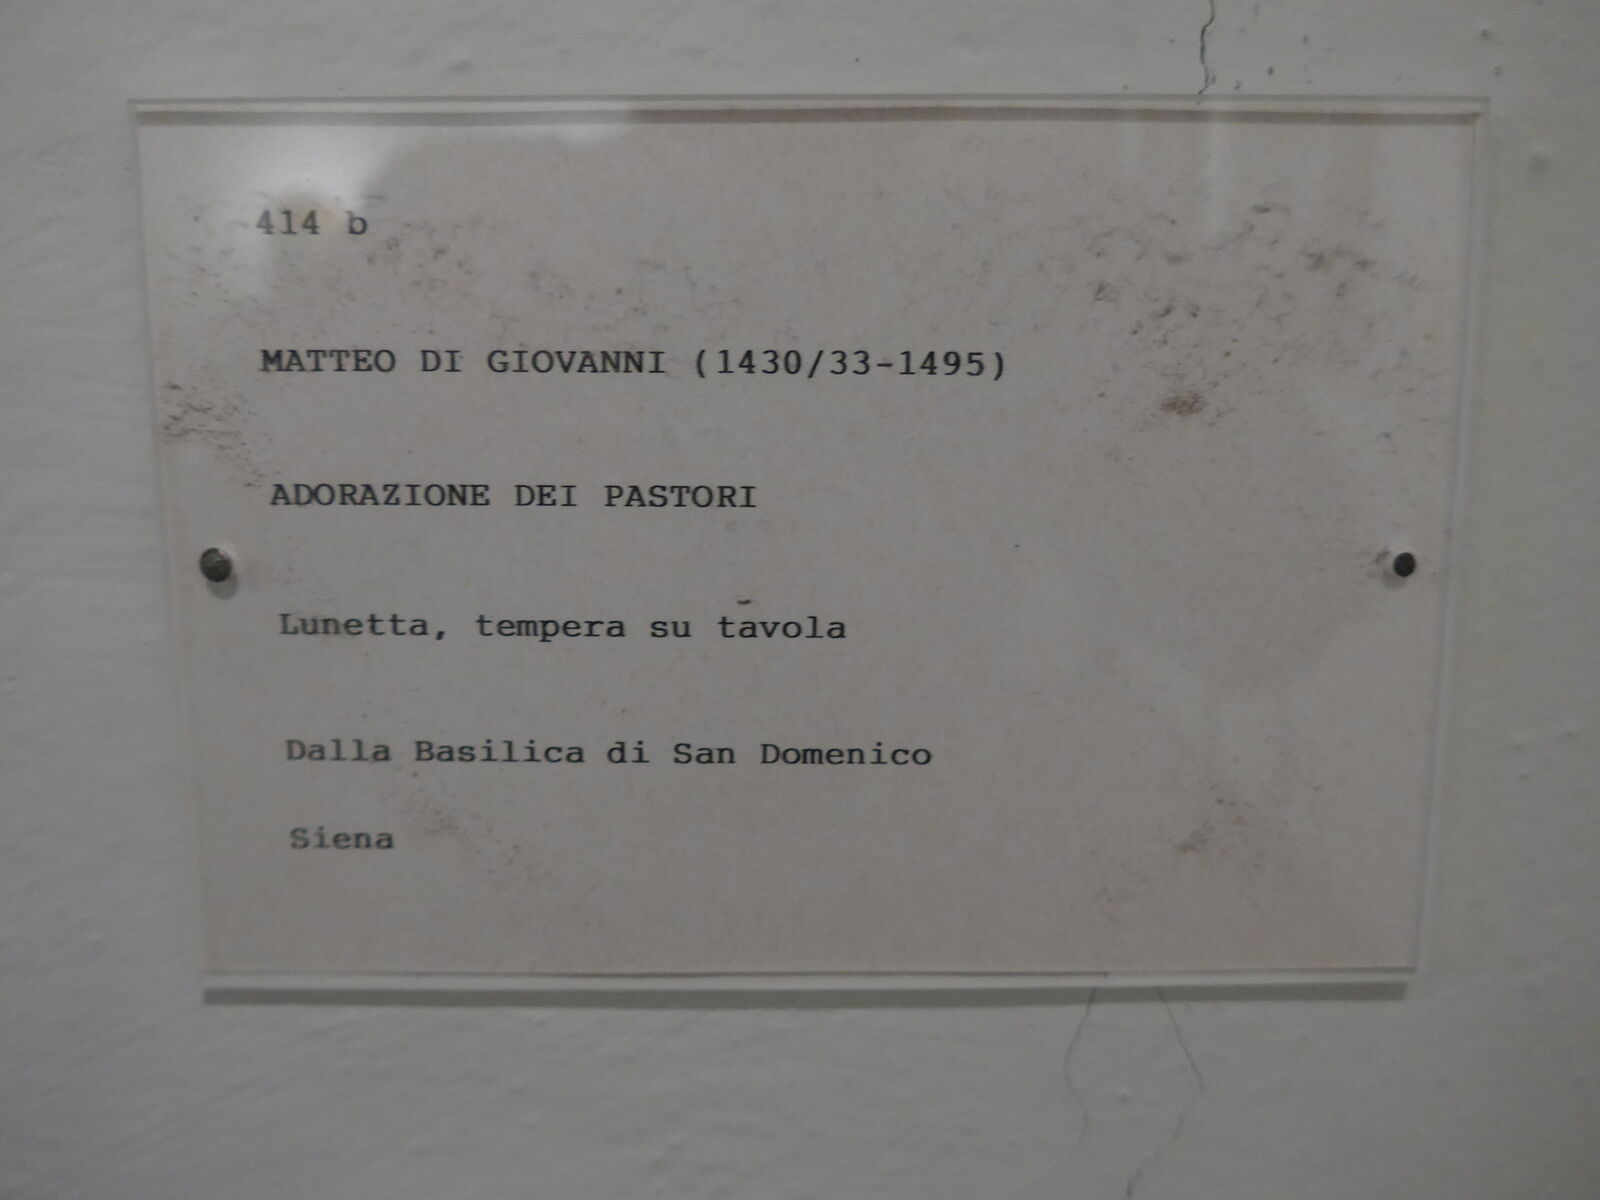 414 b
MATTEO DI GIOVANNI (1430/33-1495)
ADORAZIONE DEI PASTORI
Lunetta, tempera su tavola
Dalla Basilica di San Domenico
Siena